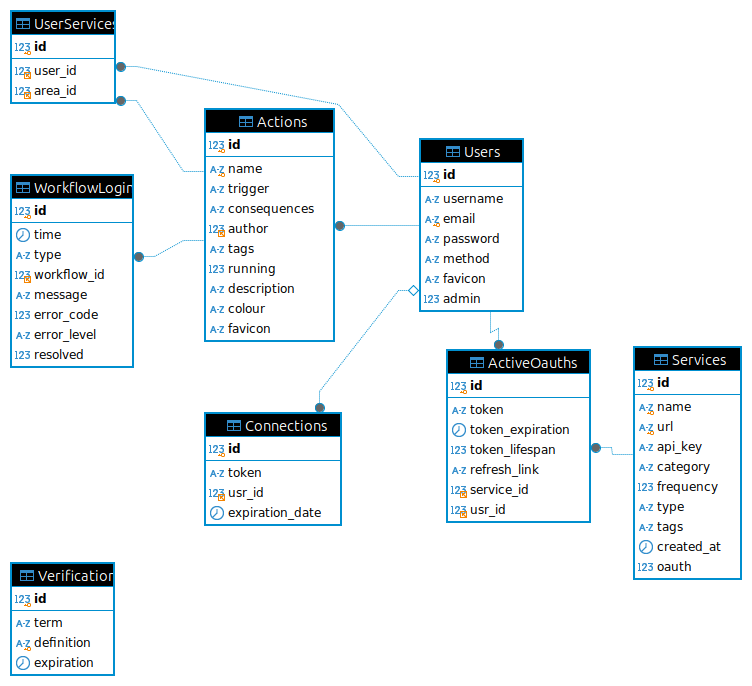 UserServices
123 id
123 user_id
123 area_id
Actions
123 id
A-Z name
A-Z trigger
A-Z consequences
123 author
A-Z tags
123 running
A-Z description
A-Z colour
A-Z favicon
Users
123 id
A-Z username
A-Z email
A-Z password
A-Z method
A-Z favicon
123 admin
WorkflowLogin
123 id
time
A-Z type
123 workflow_id
A-Z message
123 error_code
A-Z error_level
123 resolved
ActiveOauths
123 id
A-Z token
token_expiration
123 token_lifespan
A-Z refresh_link
123 service_id
123 usr_id
Services
123 id
A-Z name
A-Z url
A-Z api_key
A-Z category
123 frequency
A-Z type
A-Z tags
created_at
123 oauth
Connections
123 id
A-Z token
123 usr_id
expiration_date
Verification
123 id
A-Z term
A-Z definition
expiration